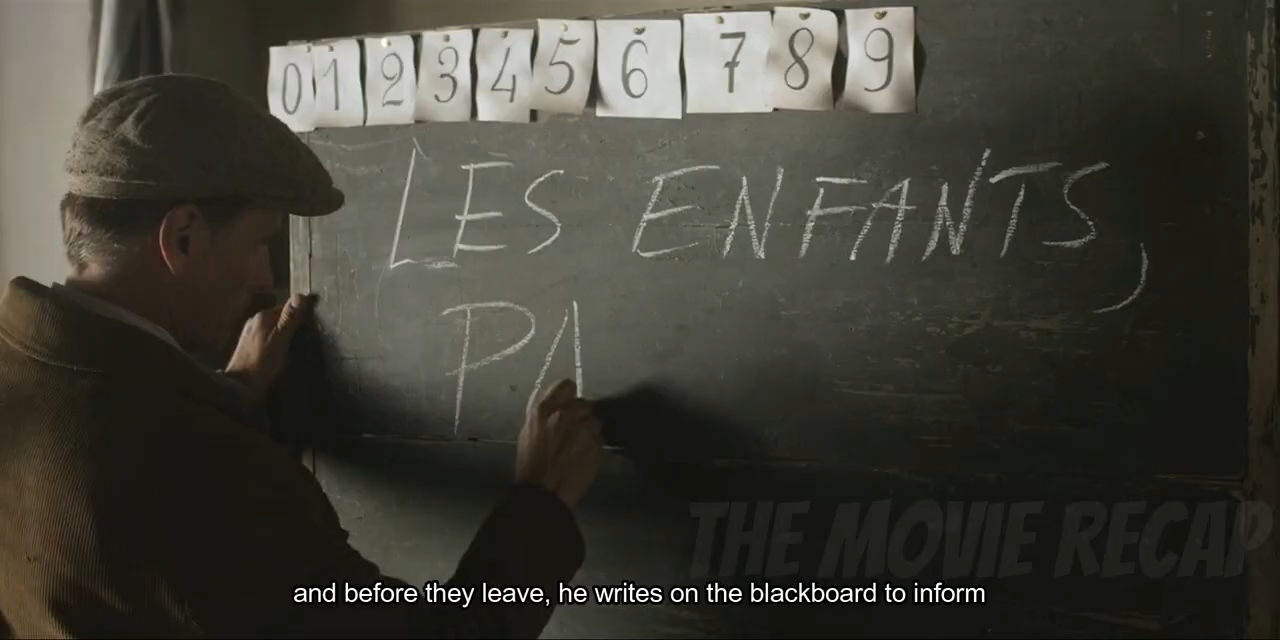 0 1 2 3 4 5 6 7 8 9
LES ENFANTS,
PA
THE MOVIE RECAP
and before they leave, he writes on the blackboard to inform